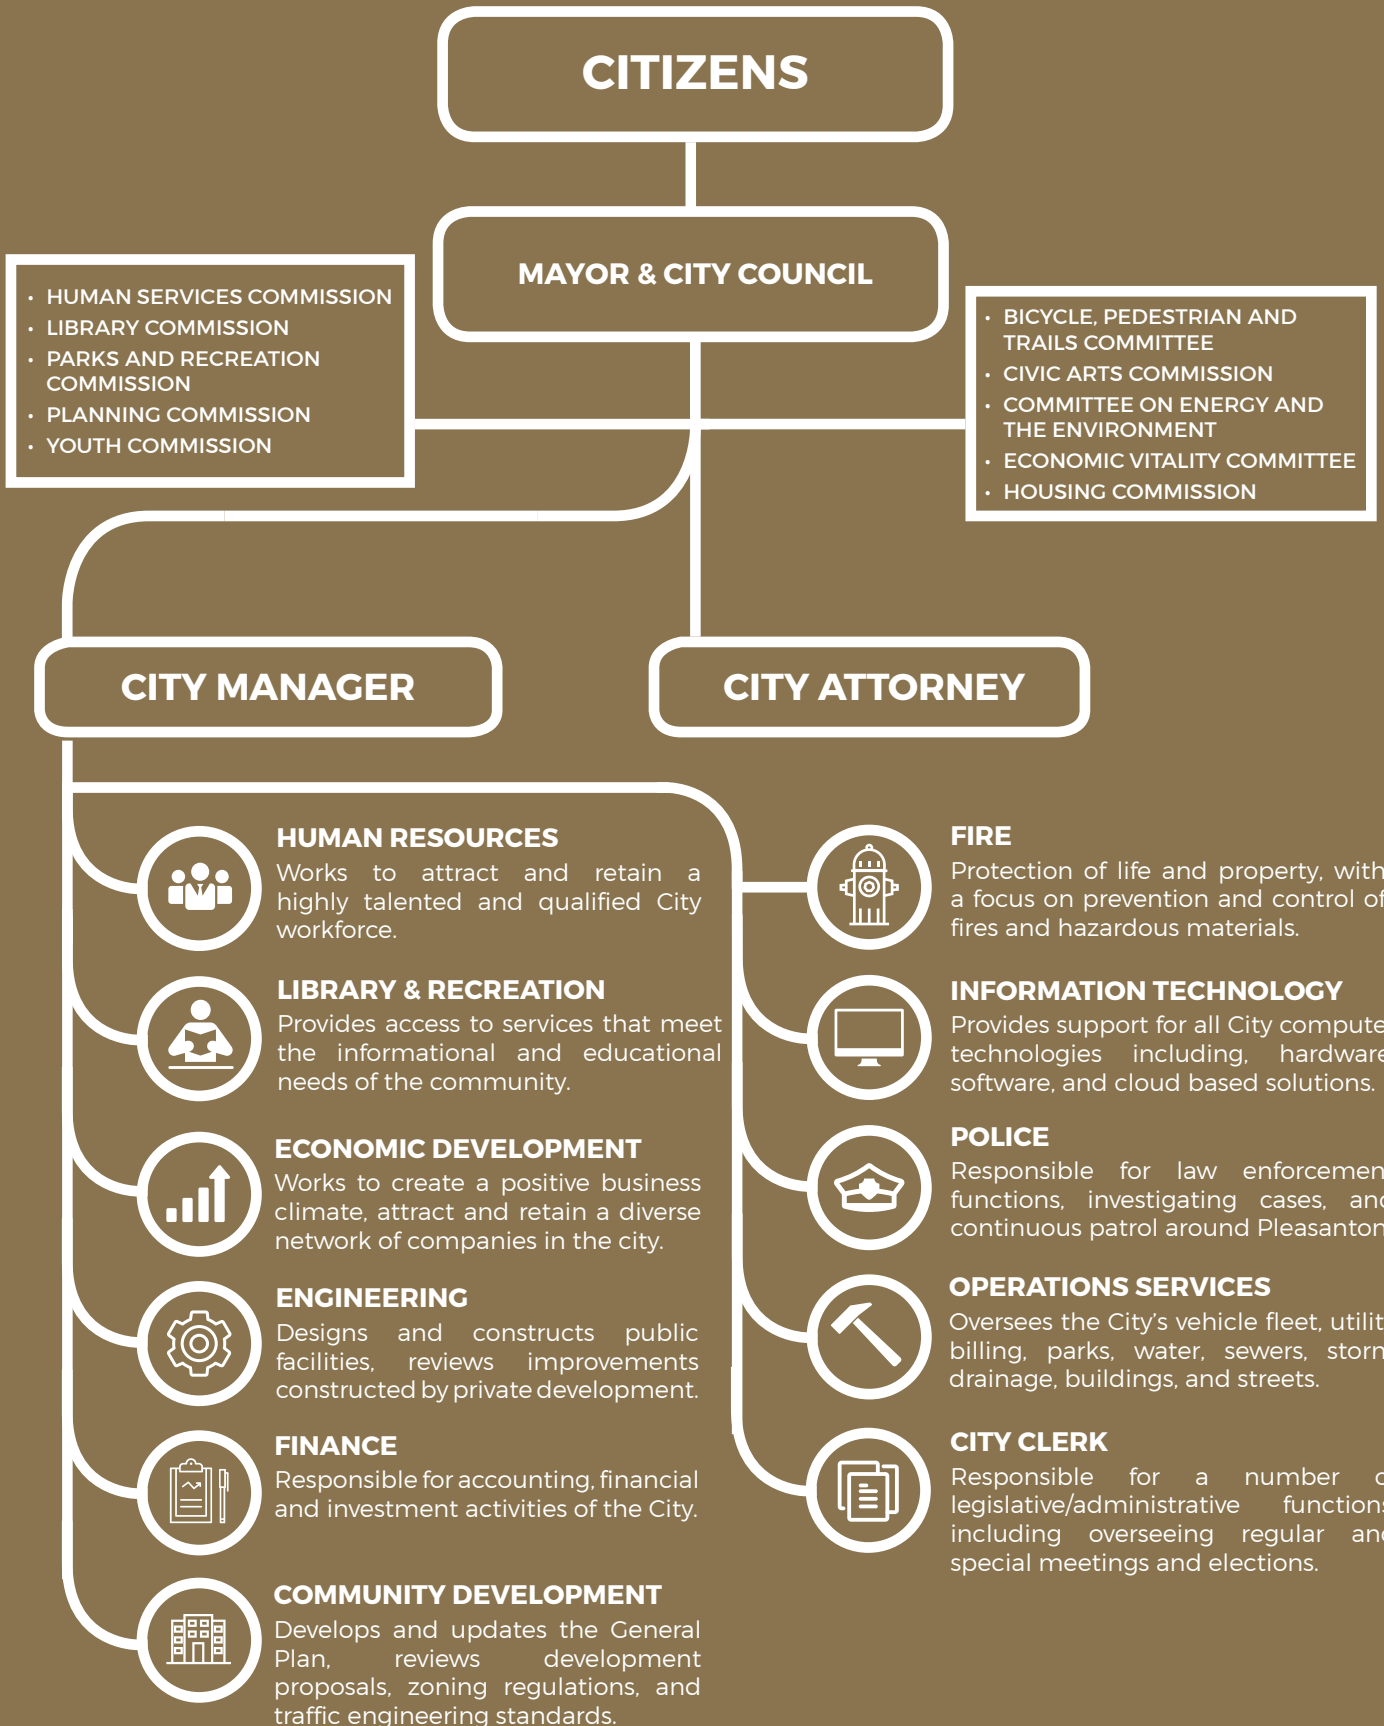 CITIZENS
MAYOR & CITY COUNCIL
• HUMAN SERVICES COMMISSION
• LIBRARY COMMISSION
• PARKS AND RECREATION
COMMISSION
• PLANNING COMMISSION
• YOUTH COMMISSION
• BICYCLE, PEDESTRIAN AND
TRAILS COMMITTEE
• CIVIC ARTS COMMISSION
• COMMITTEE ON ENERGY AND
THE ENVIRONMENT
• ECONOMIC VITALITY COMMITTEE
• HOUSING COMMISSION
CITY MANAGER
CITY ATTORNEY
HUMAN RESOURCES
Works to attract and retain a
highly talented and qualified City
workforce.
LIBRARY & RECREATION
Provides access to services that meet
the informational and educational
needs of the community.
ECONOMIC DEVELOPMENT
Works to create a positive business
climate, attract and retain a diverse
network of companies in the city.
ENGINEERING
Designs and constructs public
facilities, reviews improvements
constructed by private development.
FINANCE
Responsible for accounting, financial
and investment activities of the City.
COMMUNITY DEVELOPMENT
Develops and updates the General
Plan, reviews development
proposals, zoning regulations, and
traffic engineering standards.
FIRE
Protection of life and property, with
a focus on prevention and control of
fires and hazardous materials.
INFORMATION TECHNOLOGY
Provides support for all City compute
technologies including, hardware
software, and cloud based solutions.
POLICE
Responsible for law enforcement
functions, investigating cases, and
continuous patrol around Pleasanton
OPERATIONS SERVICES
Oversees the City's vehicle fleet, utilit
billing, parks, water, sewers, storm
drainage, buildings, and streets.
CITY CLERK
Responsible for a number o
legislative/administrative functions
including overseeing regular and
special meetings and elections.